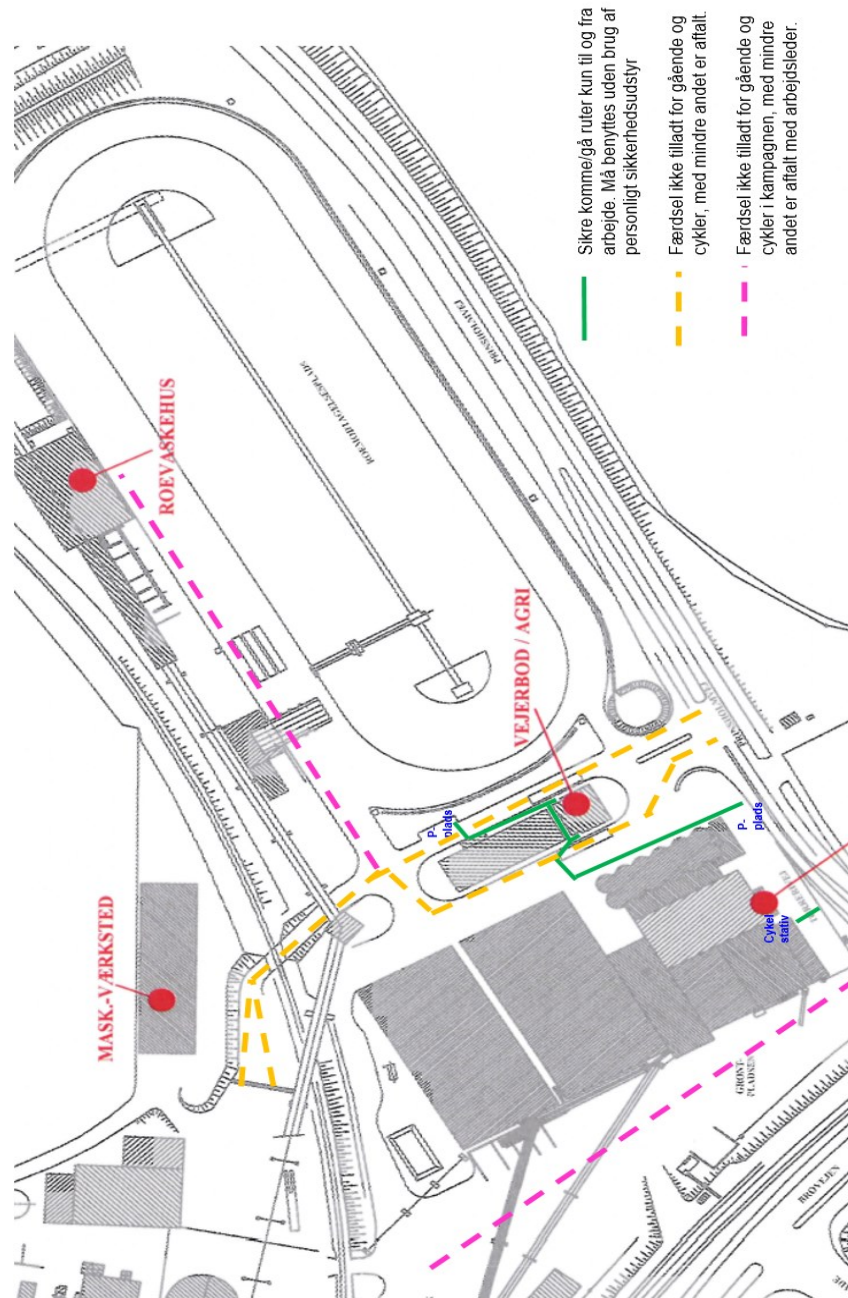 Sikre komme/gå ruter kun til og fra
arbejde. Må benyttes uden brug af
personligt sikkerhedsudstyr
Færdsel ikke tilladt for gående og
cykler, med mindre andet er aftalt.
Færdsel ikke tilladt for gående og
cykler i kampagnen, med mindre
andet er aftalt med arbejdsleder.
ROEVASKEHUS
PRINSHOLMVEJ
VEJERBOD / AGRI
MASK.-VÆRKSTED
P-
plads
PRINSHOLMVEJ
P-
plads
Cykel
stativ
GRØNT-
PLADSEN
BROVEJEN